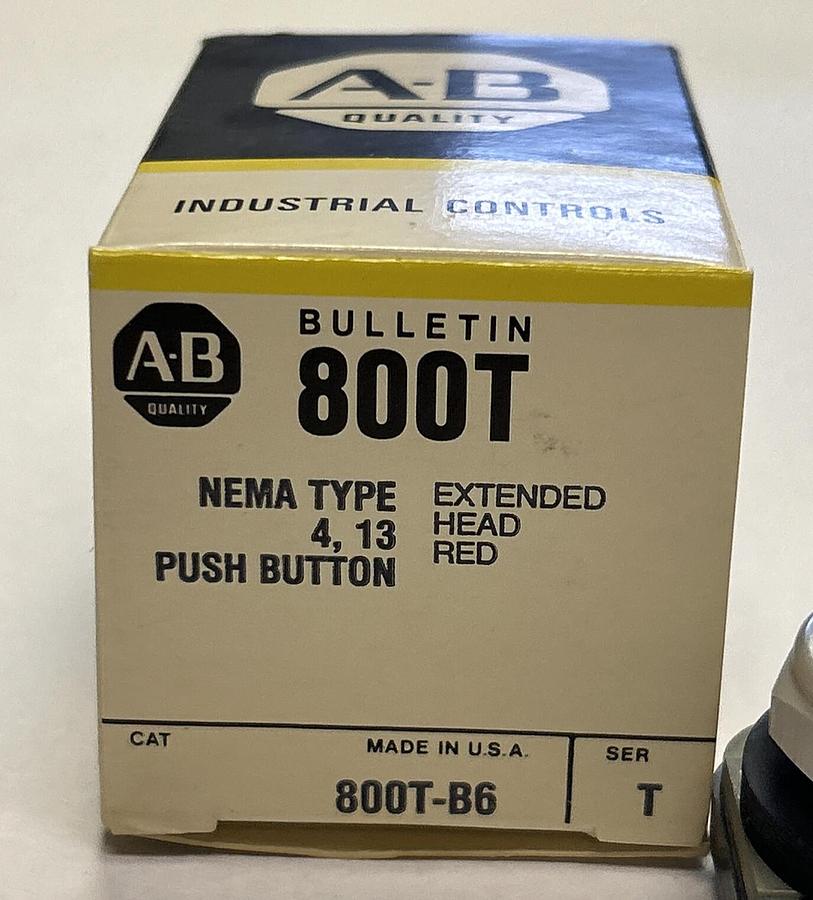 A-B
QUALITY
INDUSTRIAL CONTROLS
A-B
QUALITY
BULLETIN
800T
NEMA TYPE
4, 13
PUSH BUTTON
EXTENDED
HEAD
RED
CAT
MADE IN U.S.A.
SER
800T-B6
T